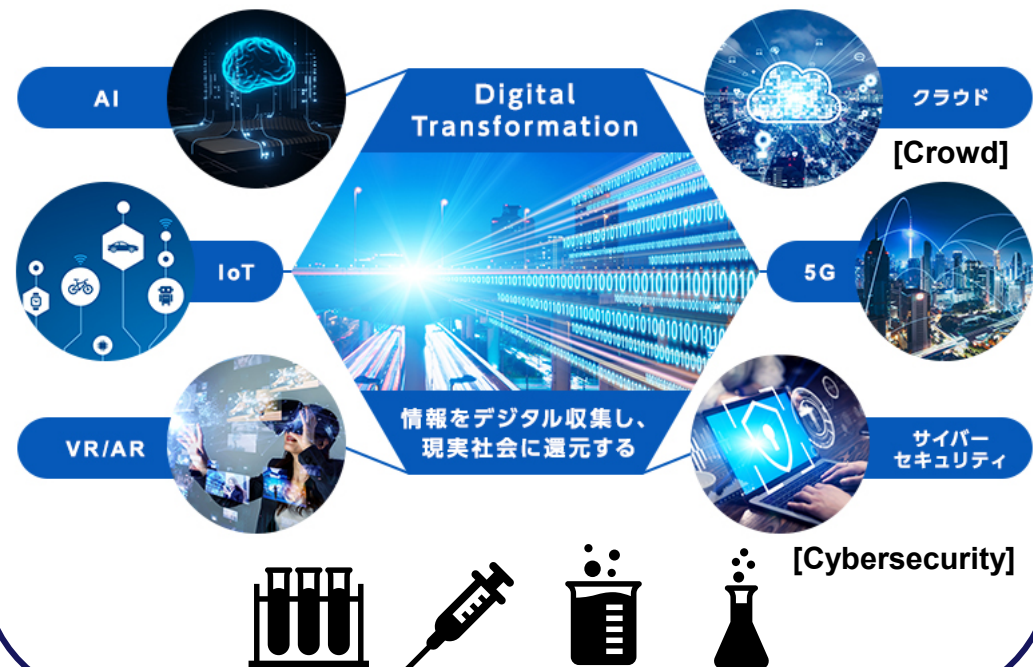 AI
Digital
Transformation
クラウド
[Crowd]
IoT
5G
VR/AR
情報をデジタル収集し、
現実社会に還元する
サイバー
セキュリティ
[Cybersecurity]